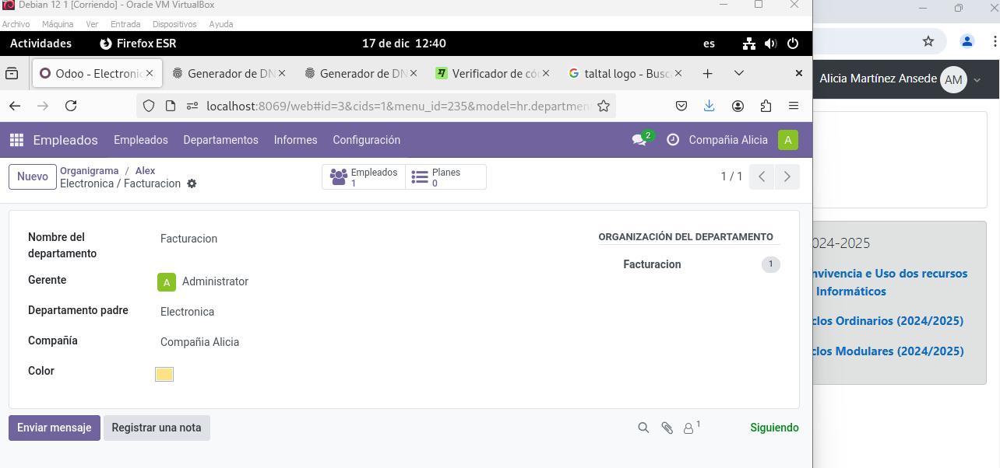 Debian 12 1 [Corriendo] - Oracle VM VirtualBox
Archivo Máquina Ver Entrada Dispositivos Ayuda
Actividades Firefox ESR 17 de dic 12:40 es
Odoo - Electronic Generador de DN Generador de DN Verificador de có taltal logo - Busc
localhost:8069/web#id=3&cids=1&menu_id=235&model=hr.departmen
Alicia Martínez Ansede AM
Empleados Empleados Departamentos Informes Configuración 2 Compañia Alicia A
Nuevo Organigrama / Alex
Electronica / Facturacion
Empleados
1
Planes
0
1 / 1
Nombre del departamento
Facturacion
ORGANIZACIÓN DEL DEPARTAMENTO
Facturacion 1
Gerente A Administrator
Departamento padre Electronica
Compañía Compañia Alicia
Color
Enviar mensaje Registrar una nota 1 Siguiendo
024-2025
nvivencia e Uso dos recursos
Informáticos
clos Ordinarios (2024/2025)
clos Modulares (2024/2025)